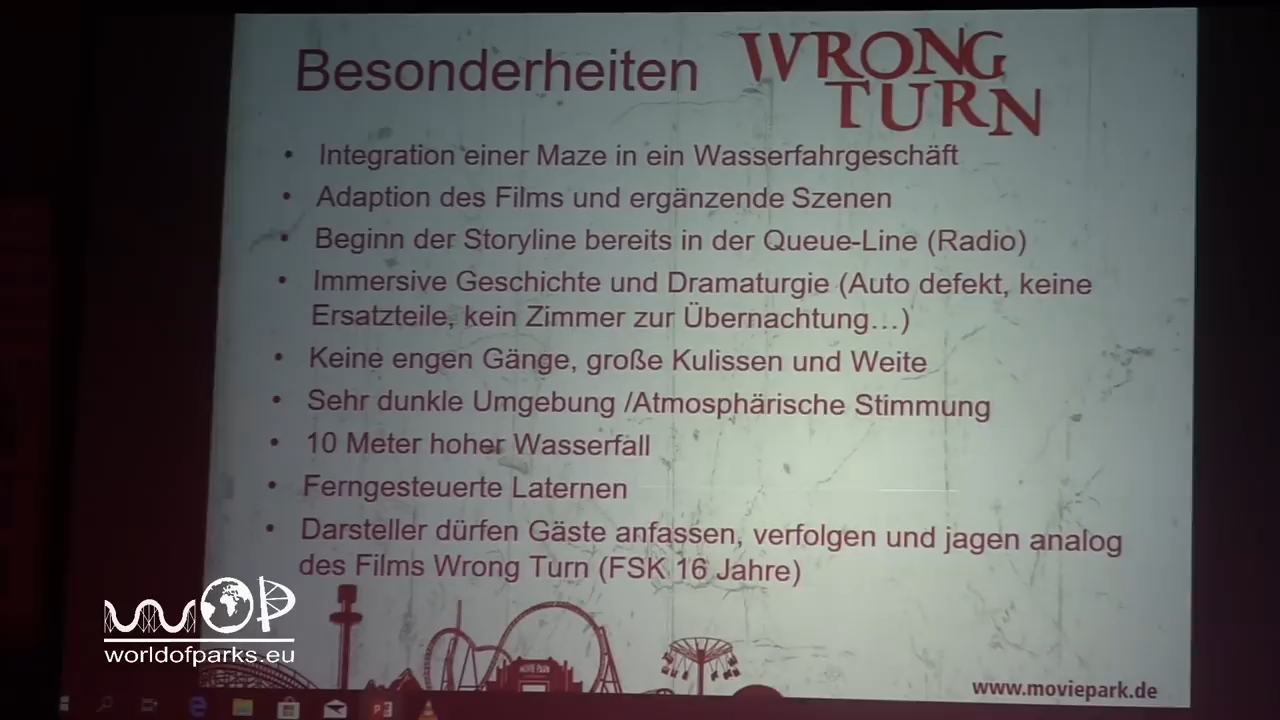 Besonderheiten
WRONG
TURN
• Integration einer Maze in ein Wasserfahrgeschäft
• Adaption des Films und ergänzende Szenen
• Beginn der Storyline bereits in der Queue-Line (Radio)
• Immersive Geschichte und Dramaturgie (Auto defekt, keine
Ersatzteile, kein Zimmer zur Übernachtung…)
• Keine engen Gänge, große Kulissen und Weite
• Sehr dunkle Umgebung /Atmosphärische Stimmung
• 10 Meter hoher Wasserfall
• Ferngesteuerte Laternen
• Darsteller dürfen Gäste anfassen, verfolgen und jagen analog
des Films Wrong Turn (FSK 16 Jahre)
WOP
worldofparks.eu
MOVIE PARK
www.moviepark.de